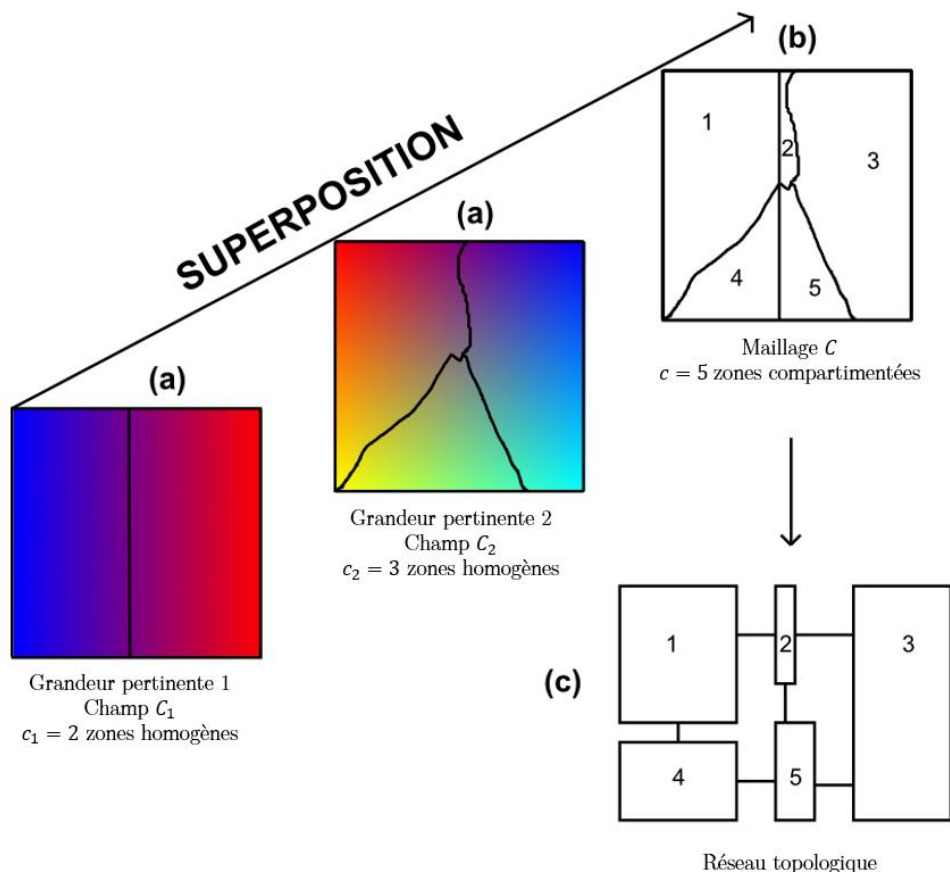 SUPERPOSITION
(a)
Grandeur pertinente 1
Champ C₁
c₁ = 2 zones homogènes
(a)
Grandeur pertinente 2
Champ C₂
c₂ = 3 zones homogènes
(b)
1
2
3
4
5
Maillage C
c = 5 zones compartimentées
(c)
1
2
3
4
5
Réseau topologique